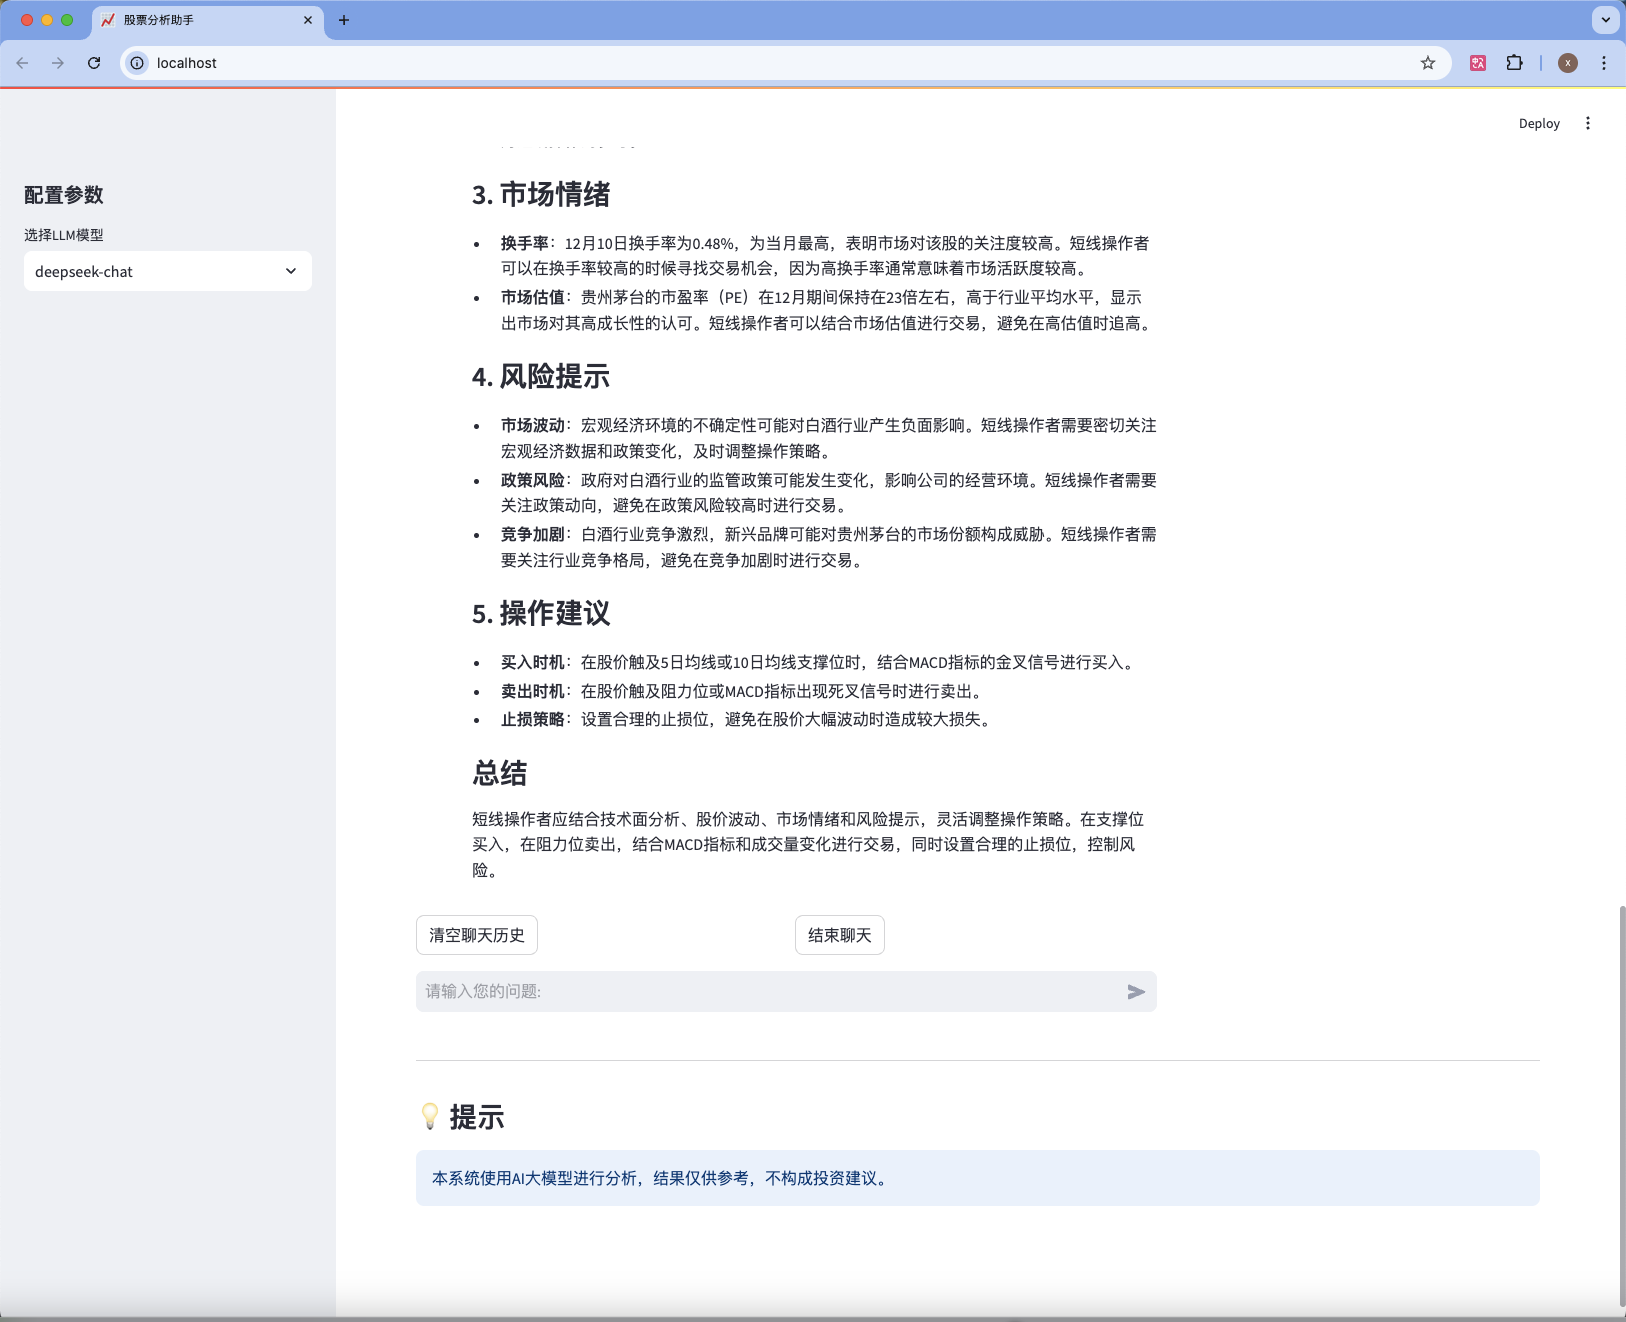 股票分析助手
localhost
X
Deploy
配置参数
选择LLM模型
deepseek-chat
3. 市场情绪
• 换手率：12月10日换手率为0.48%，为当月最高，表明市场对该股的关注度较高。短线操作者
可以在换手率较高的时候寻找交易机会，因为高换手率通常意味着市场活跃度较高。
• 市场估值：贵州茅台的市盈率（PE）在12月期间保持在23倍左右，高于行业平均水平，显示
出市场对其高成长性的认可。短线操作者可以结合市场估值进行交易，避免在高估值时追高。
4. 风险提示
• 市场波动：宏观经济环境的不确定性可能对白酒行业产生负面影响。短线操作者需要密切关注
宏观经济数据和政策变化，及时调整操作策略。
• 政策风险：政府对白酒行业的监管政策可能发生变化，影响公司的经营环境。短线操作者需要
关注政策动向，避免在政策风险较高时进行交易。
• 竞争加剧：白酒行业竞争激烈，新兴品牌可能对贵州茅台的市场份额构成威胁。短线操作者需
要关注行业竞争格局，避免在竞争加剧时进行交易。
5. 操作建议
• 买入时机：在股价触及5日均线或10日均线支撑位时，结合MACD指标的金叉信号进行买入。
• 卖出时机：在股价触及阻力位或MACD指标出现死叉信号时进行卖出。
• 止损策略：设置合理的止损位，避免在股价大幅波动时造成较大损失。
总结
短线操作者应结合技术面分析、股价波动、市场情绪和风险提示，灵活调整操作策略。在支撑位
买入，在阻力位卖出，结合MACD指标和成交量变化进行交易，同时设置合理的止损位，控制风
险。
清空聊天历史
结束聊天
请输入您的问题:
💡 提示
本系统使用AI大模型进行分析，结果仅供参考，不构成投资建议。